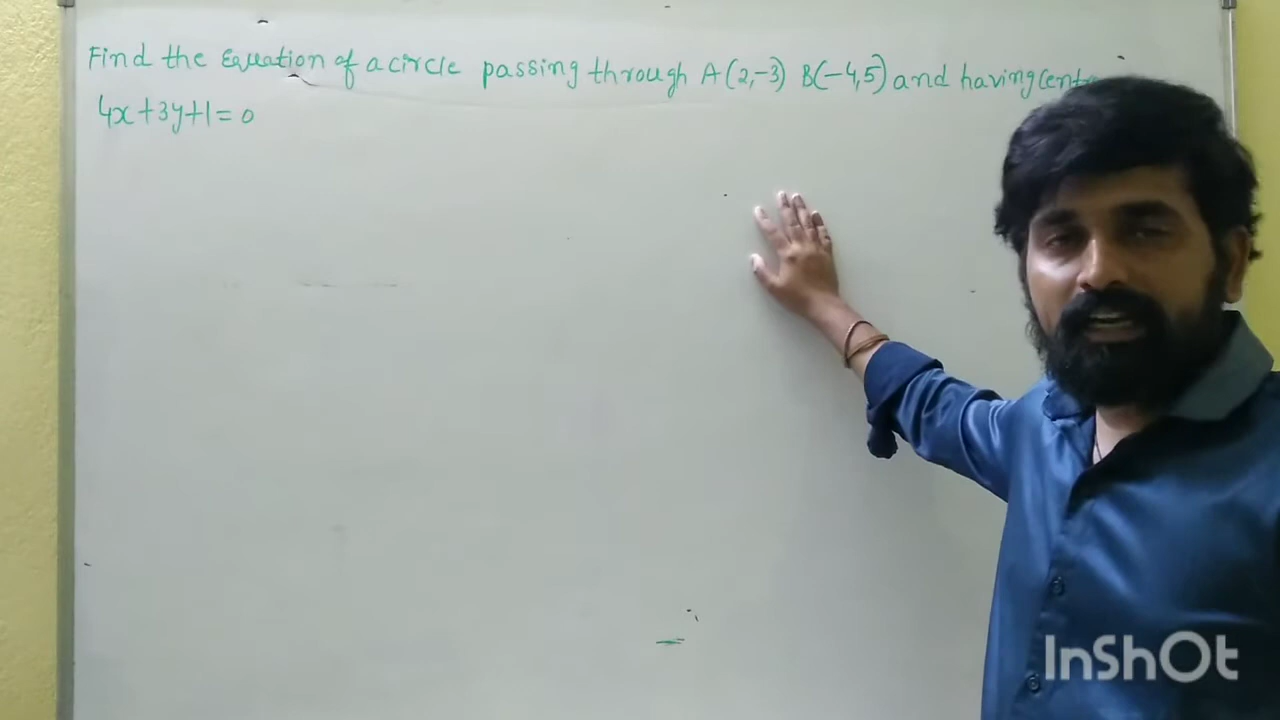 Find the Equation of a circle passing through A(2,-3) B(-4,5) and having
4x+3y+1=0
InShOt